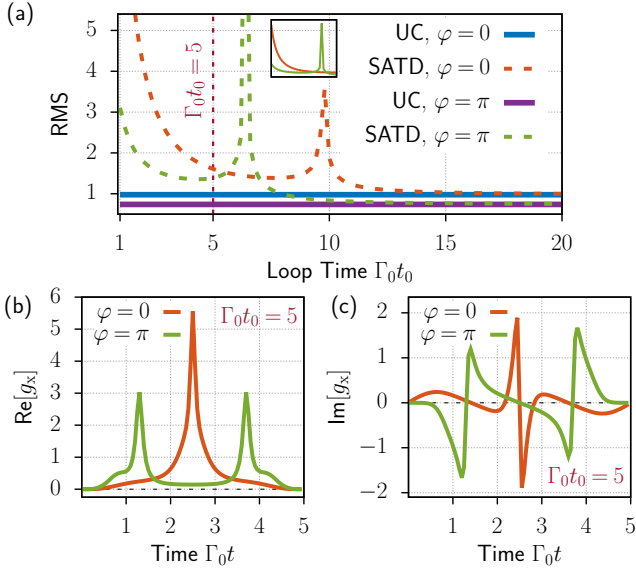 (a)
RMS
5
4
3
2
1
Γ₀t₀ = 5
UC, φ = 0
SATD, φ = 0
UC, φ = π
SATD, φ = π
1 5 10 15 20
Loop Time Γ₀t₀
(b)
Re[gₓ]
6
5
4
3
2
1
0
φ = 0
φ = π
Γ₀t₀ = 5
1 2 3 4 5
Time Γ₀t
(c)
Im[gₓ]
2
1
0
−1
−2
φ = 0
φ = π
Γ₀t₀ = 5
1 2 3 4 5
Time Γ₀t